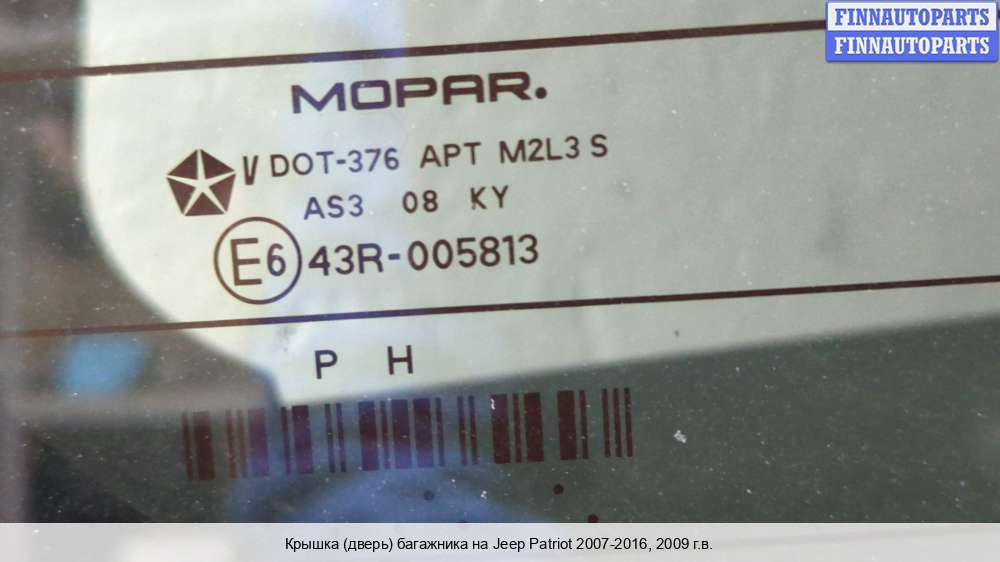 FINNAUTOPARTS
FINNAUTOPARTS
MOPAR.
V DOT-376 APT M2L3 S
AS3 08 KY
E6 43R-005813
P H
Крышка (дверь) багажника на Jeep Patriot 2007-2016, 2009 г.в.